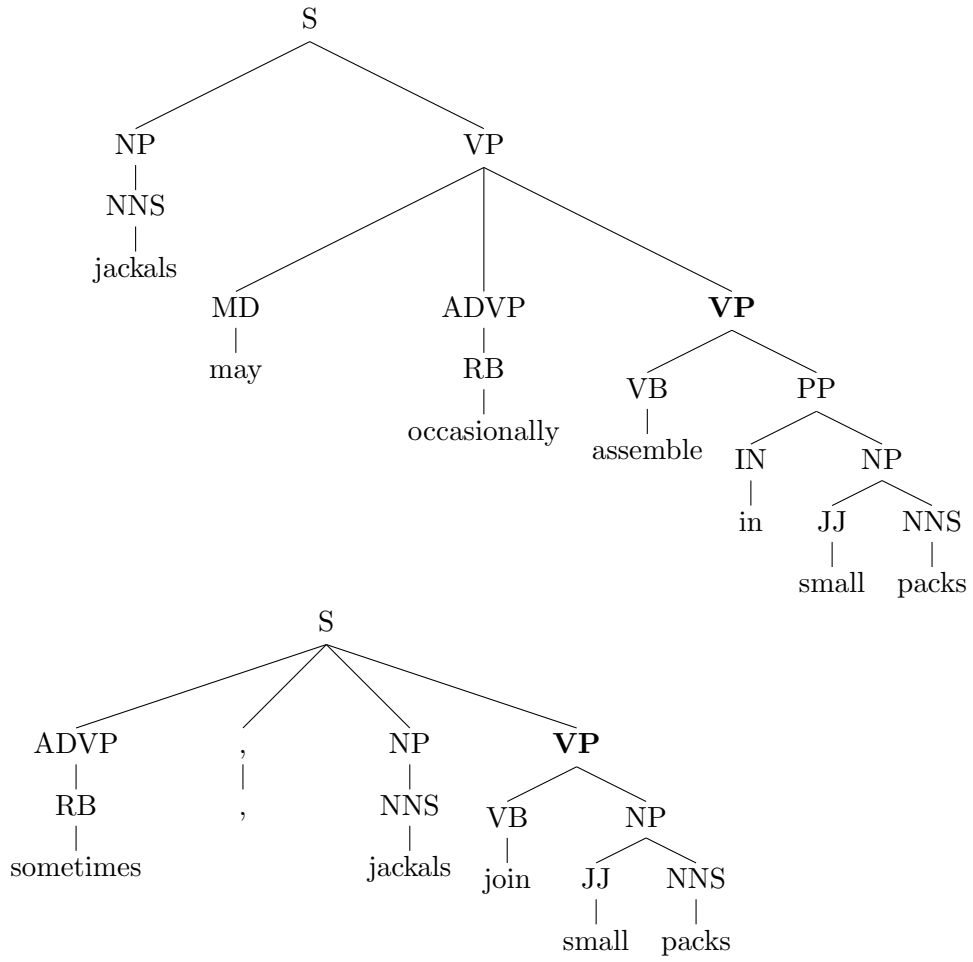 S
NP VP
NNS
jackals
MD ADVP VP
may RB VB PP
occasionally assemble IN NP
in JJ NNS
small packs
S
ADVP , NP VP
RB , NNS VB NP
sometimes jackals join JJ NNS
small packs